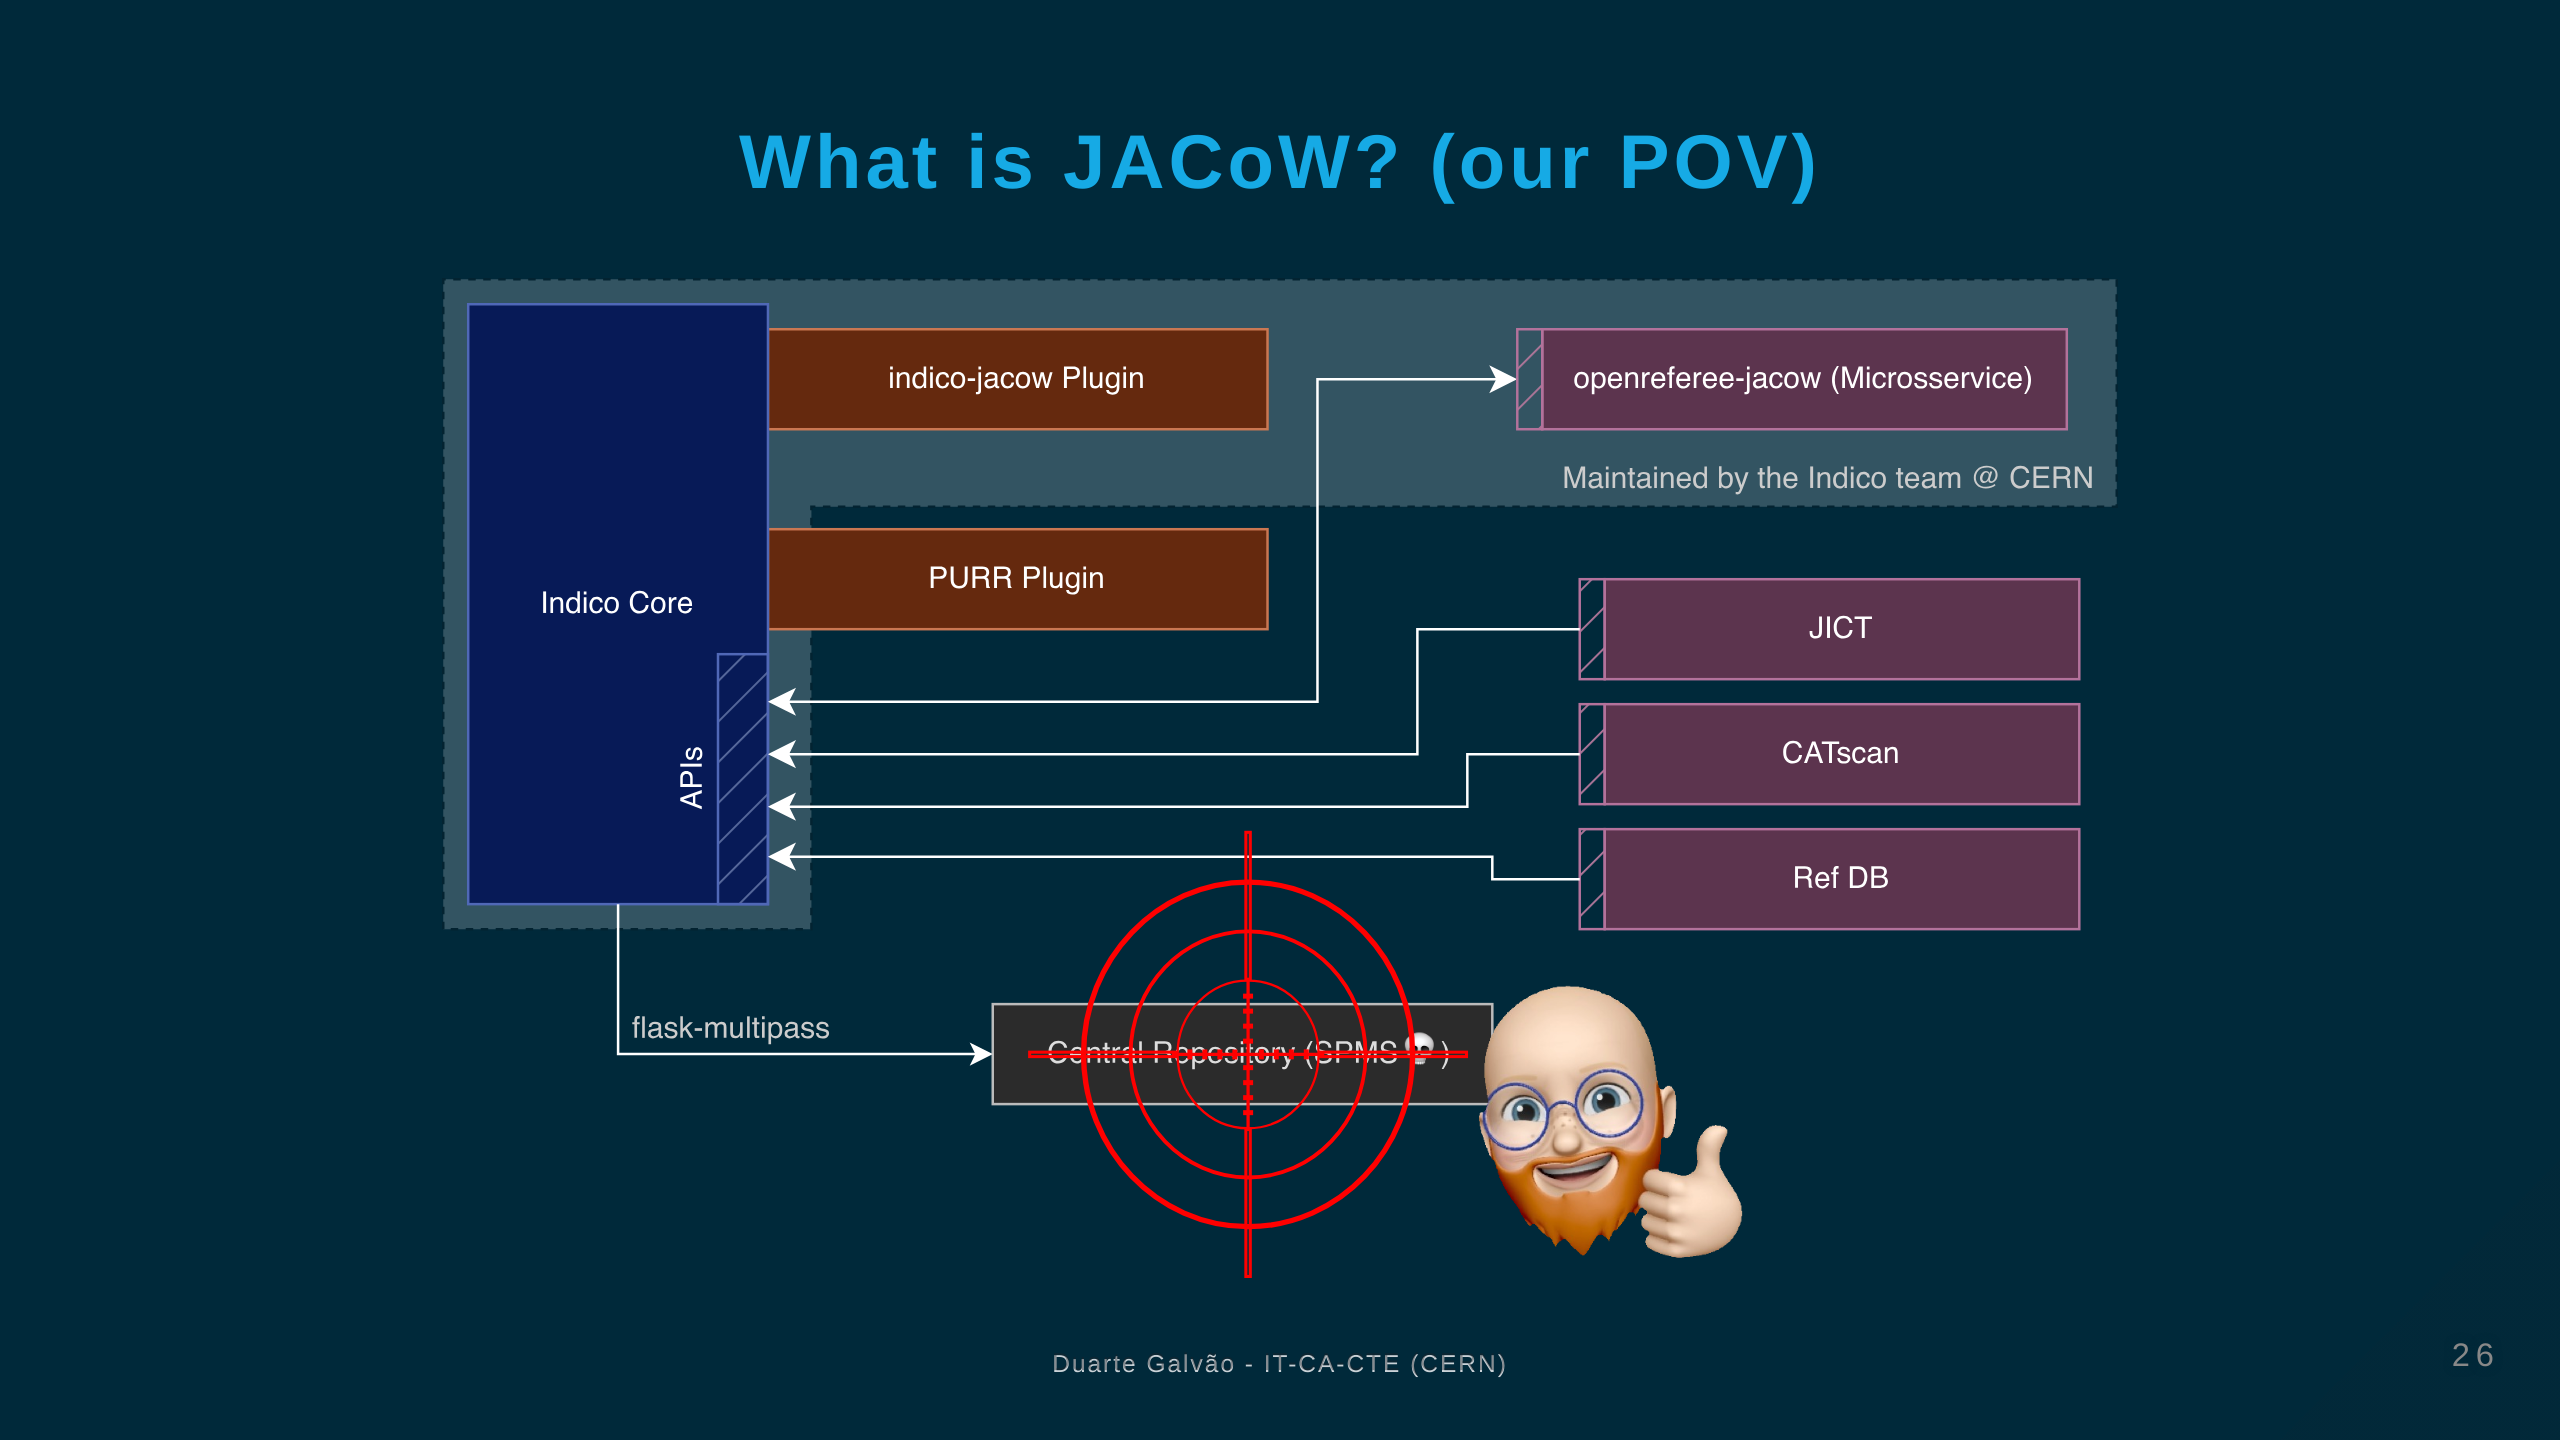 What is JACoW? (our POV)
indico-jacow Plugin
openreferee-jacow (Microsservice)
Maintained by the Indico team @ CERN
PURR Plugin
Indico Core
JICT
APIs
CATscan
Ref DB
flask-multipass
Central Repository (SPMS💀)
Duarte Galvão - IT-CA-CTE (CERN)
26